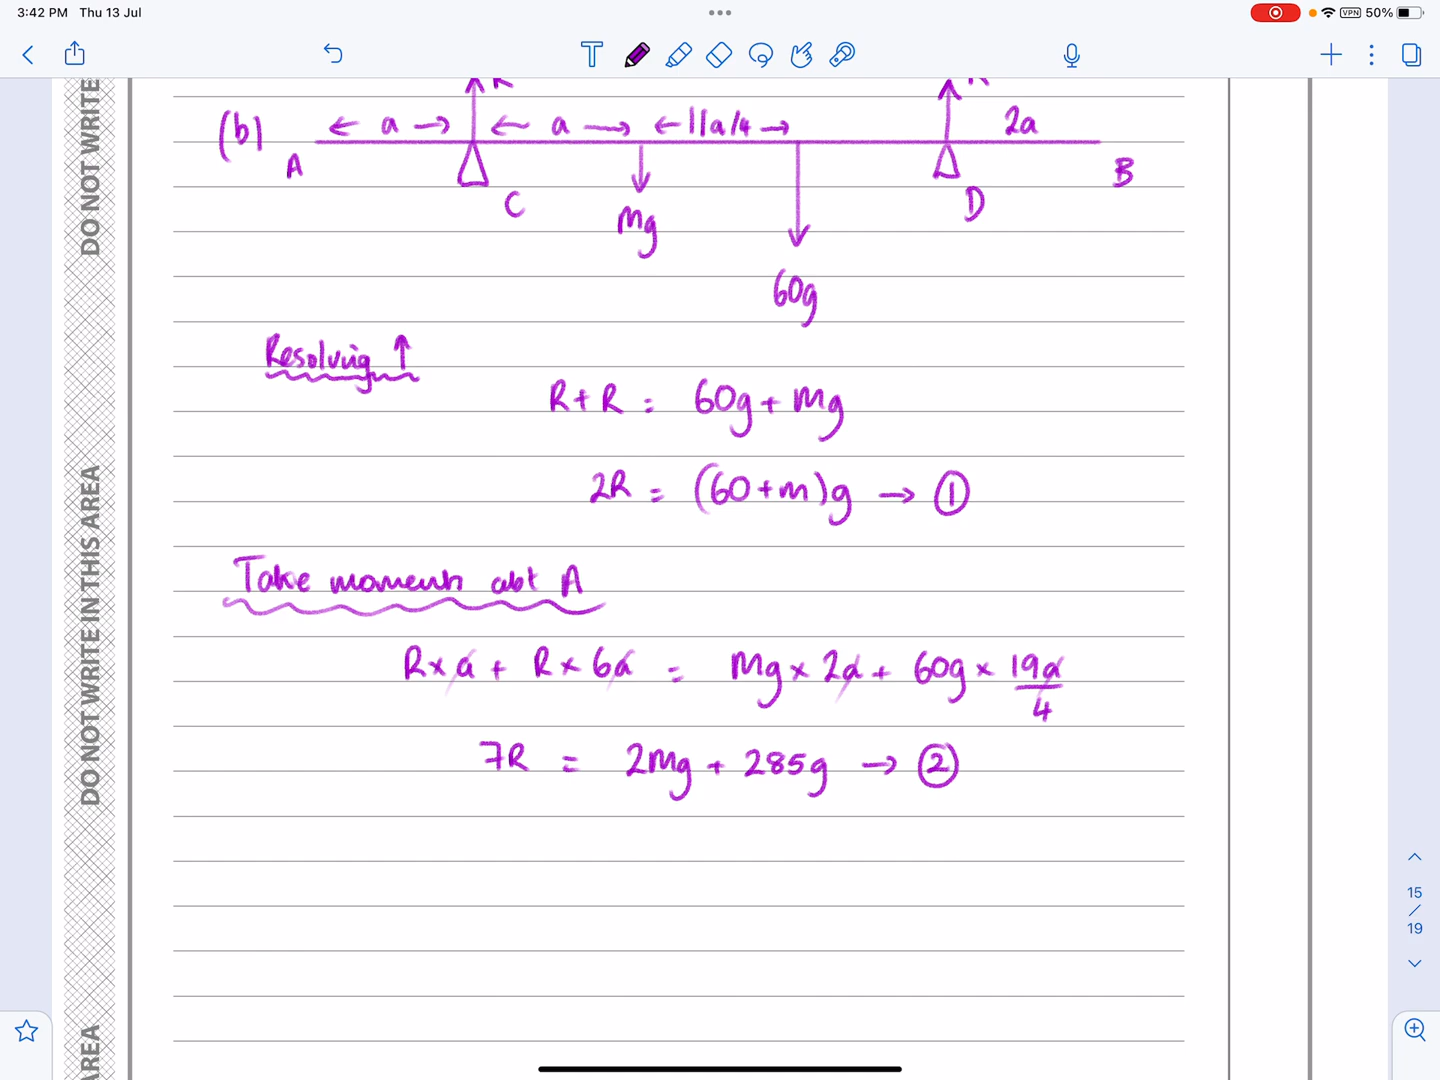 3:42 PM Thu 13 Jul
VPN 50%
T
DO NOT WRITE
DO NOT WRITE IN THIS AREA
AREA
(b) ← a → ← a → ← 11a/4 → 2a
R R
A C D B
Mg
60g
Resolving ↑
R + R = 60g + Mg
2R = (60 + m)g → ①
Take moments abt A
R × a + R × 6a = Mg × 2a + 60g × 19a/4
7R = 2Mg + 285g → ②
15
/
19